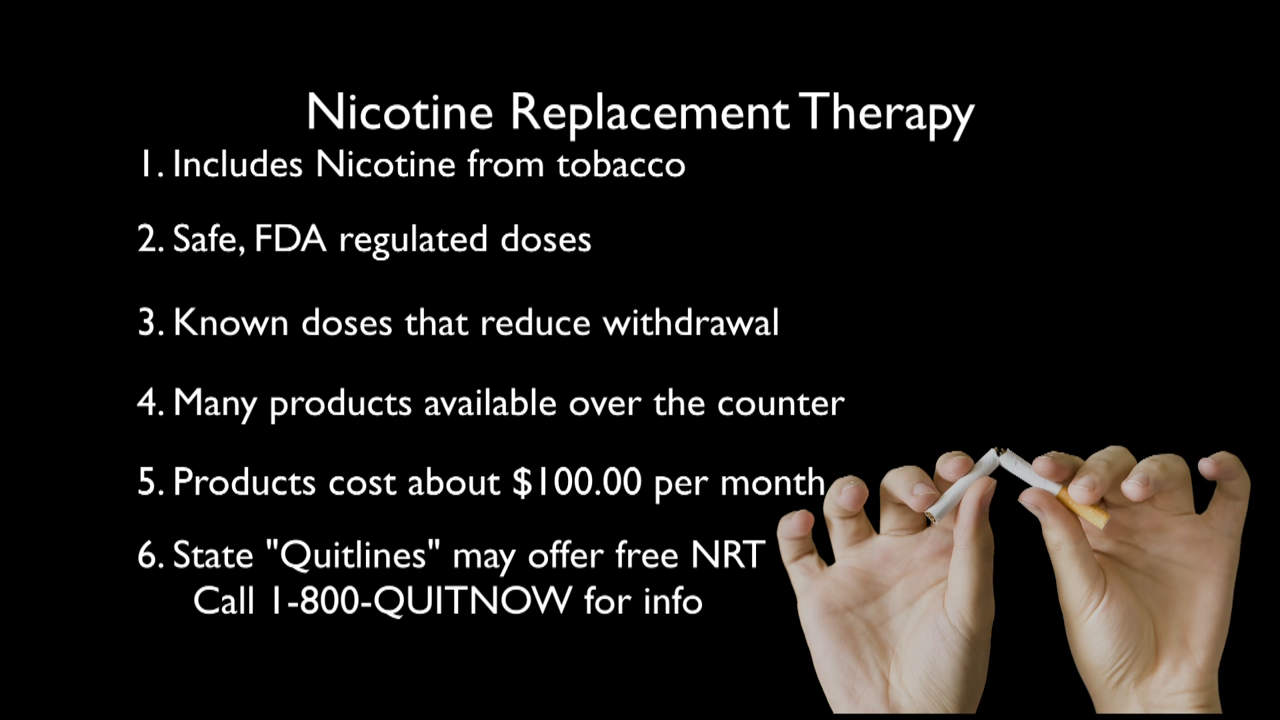 Nicotine Replacement Therapy
1. Includes Nicotine from tobacco
2. Safe, FDA regulated doses
3. Known doses that reduce withdrawal
4. Many products available over the counter
5. Products cost about $100.00 per month
6. State "Quitlines" may offer free NRT
Call 1-800-QUITNOW for info